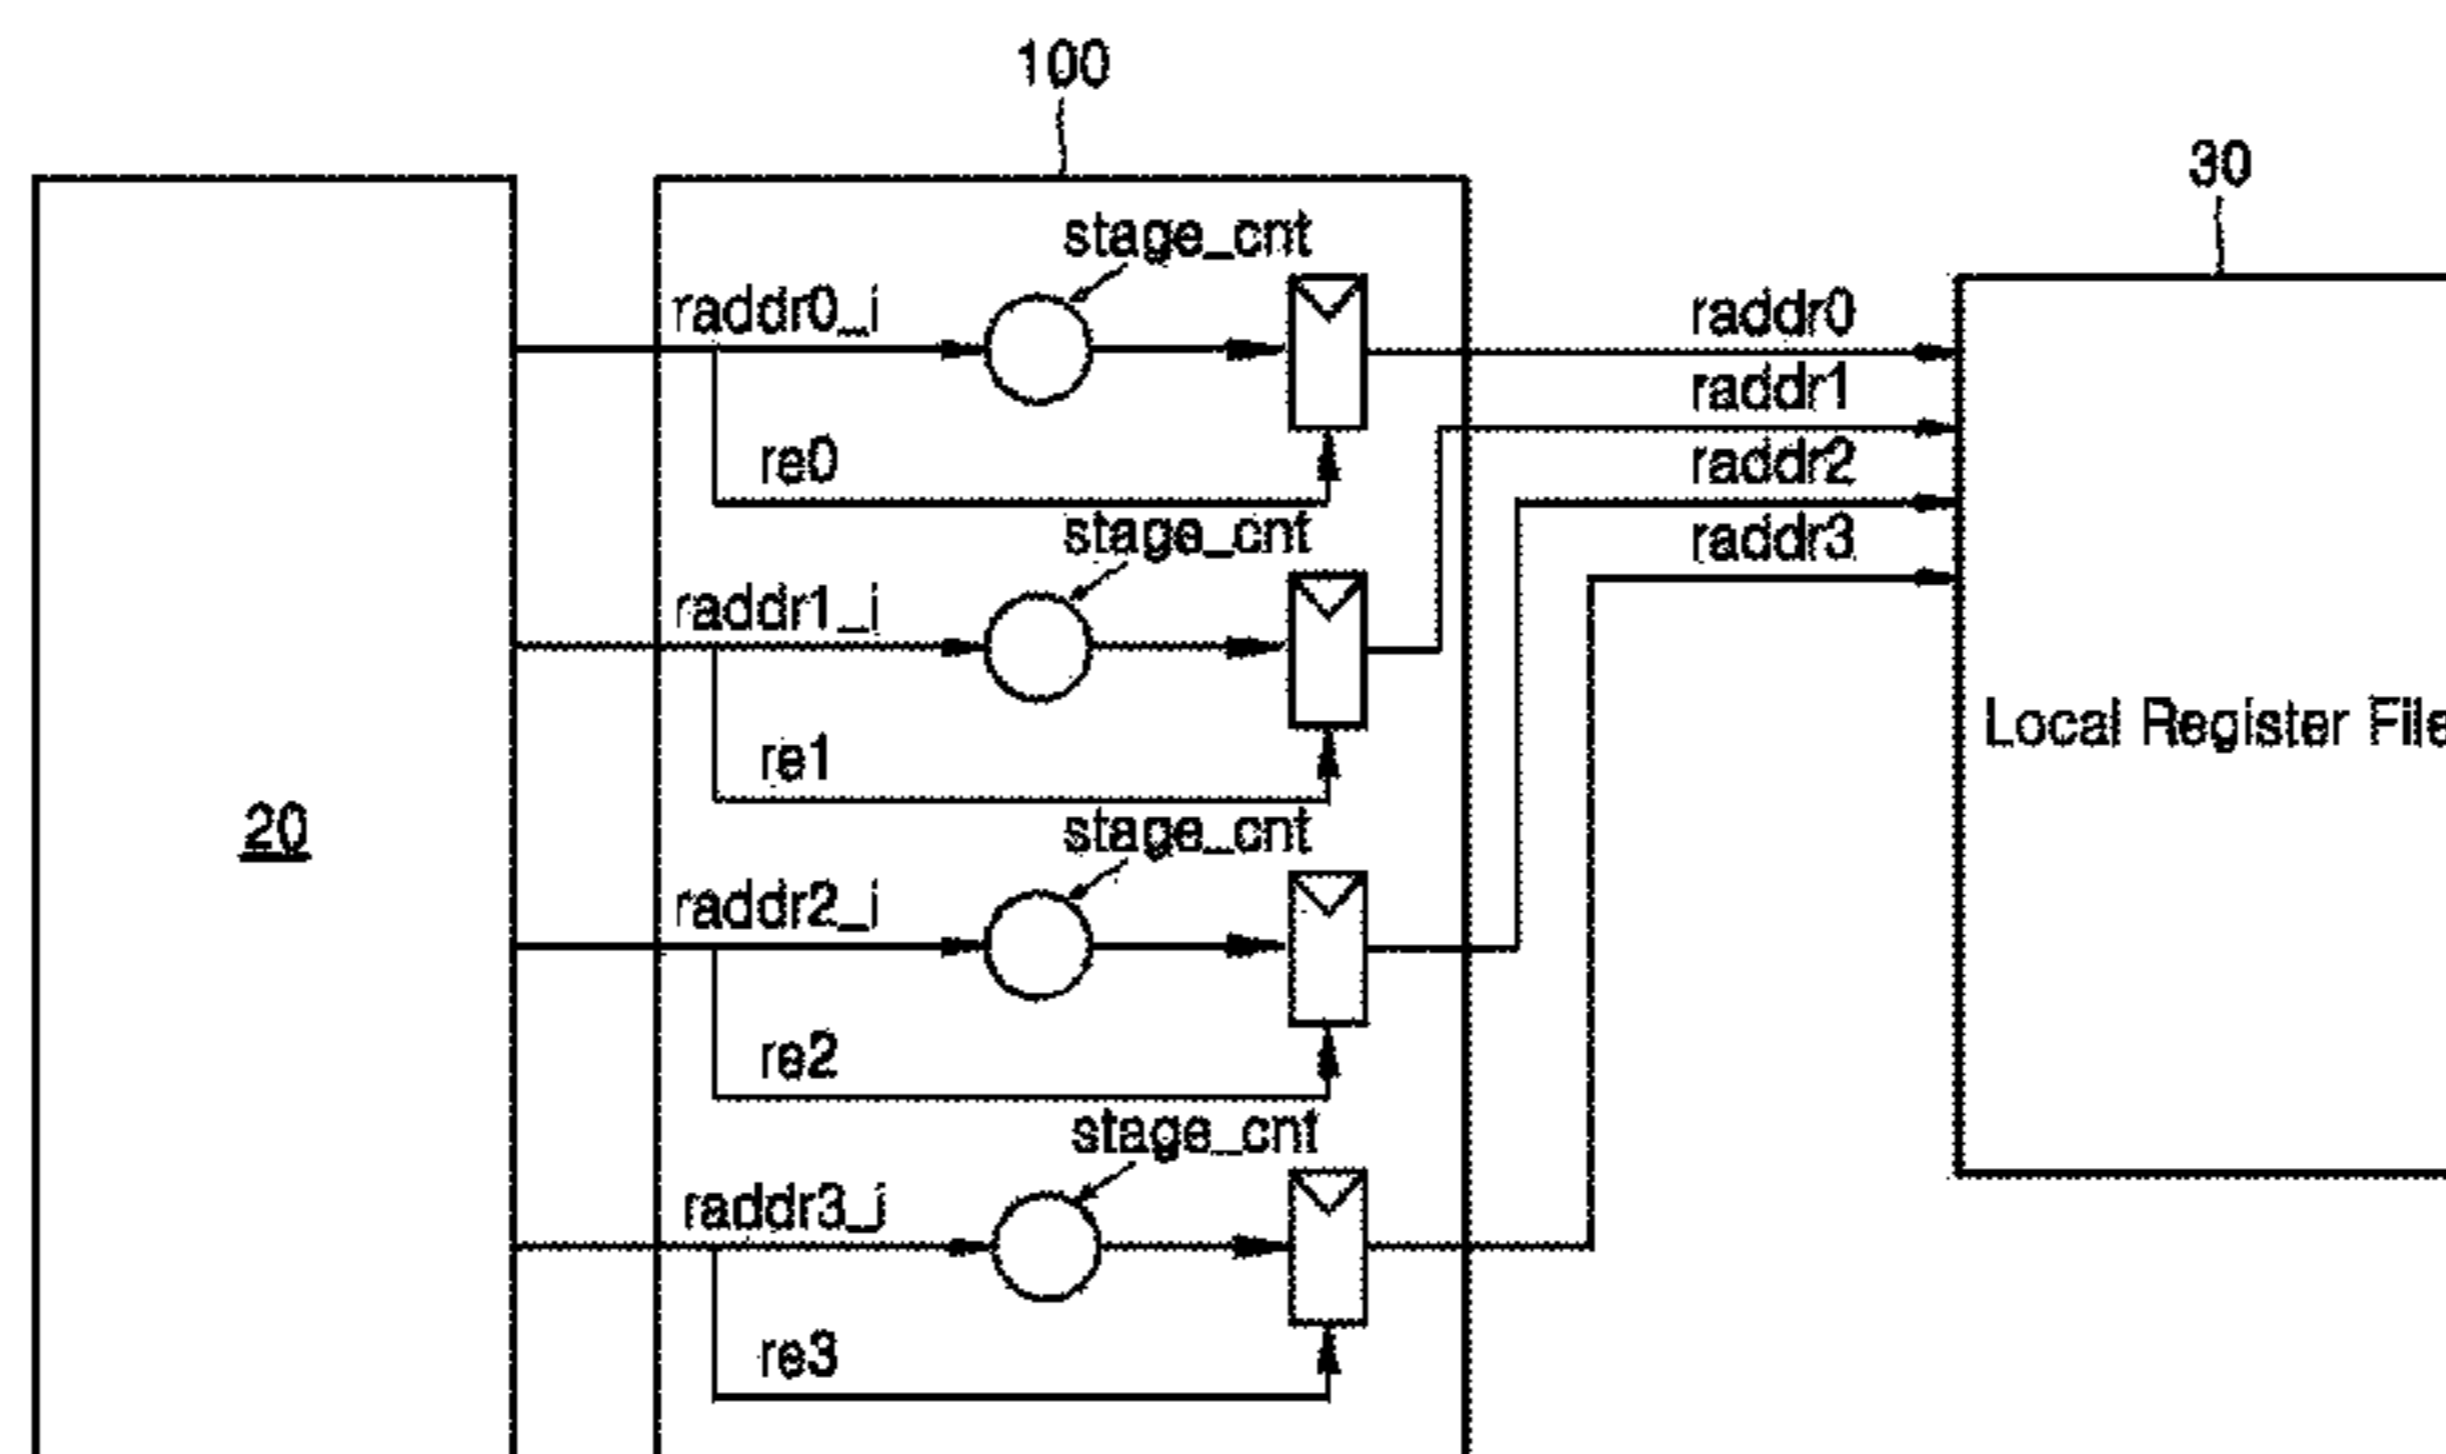 100
30
stage_cnt
raddr0_i
raddr0
raddr1
re0
raddr2
stage_cnt
raddr3
raddr1_i
Local Register File
re1
20
stage_cnt
raddr2_i
re2
stage_cnt
raddr3_i
re3